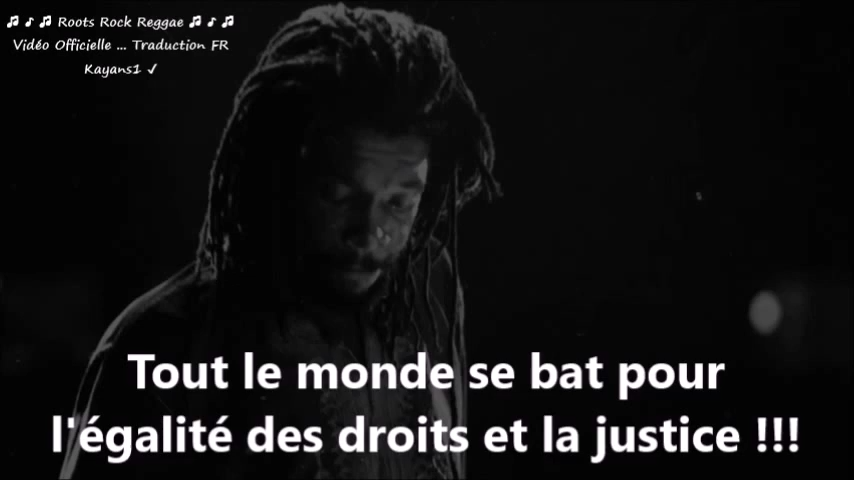 ♫ ♪ ♫ Roots Rock Reggae ♫ ♪ ♫
Vidéo Officielle ... Traduction FR
Kayans1 ✓
Tout le monde se bat pour
l'égalité des droits et la justice !!!